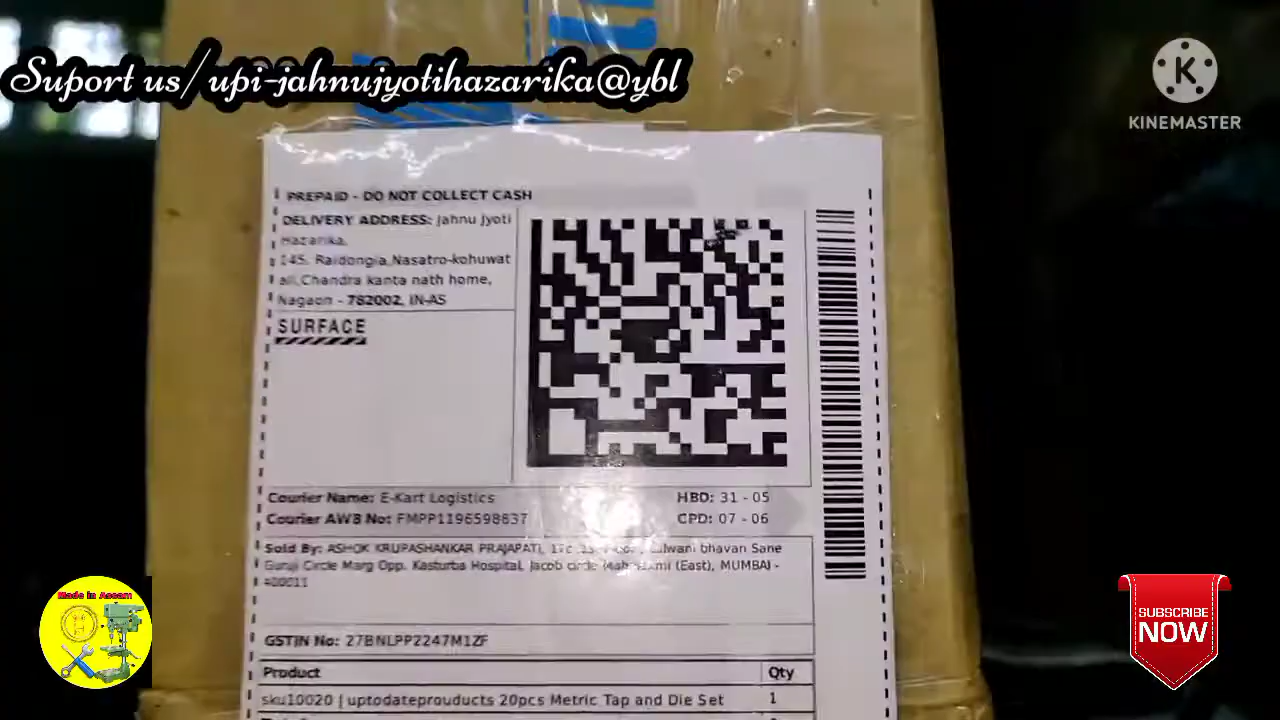 Suport us/upi-jahnujyotihazarika@ybl
KINEMASTER
PREPAID - DO NOT COLLECT CASH
DELIVERY ADDRESS: Jahnu Jyoti
Hazarika,
145, Raidongia,Nasatro-kohuwat
ali,Chandra kanta nath home,
Nagaon - 782002, IN-AS
SURFACE
Courier Name: E-Kart Logistics
HBD: 31 - 05
Courier AWB No: FMPP1196598637
CPD: 07 - 06
Sold By: ASHOK KRUPASHANKAR PRAJAPATI, bhavan Sane
Guruji Circle Marg Opp. Kasturba Hospital, Jacob circle (East), MUMBAI -
400011
GSTIN No: 27BNLPP2247M1ZF
Product Qty
sku10020 | uptodateprouducts 20pcs Metric Tap and Die Set 1
Made in Assam
SUBSCRIBE
NOW